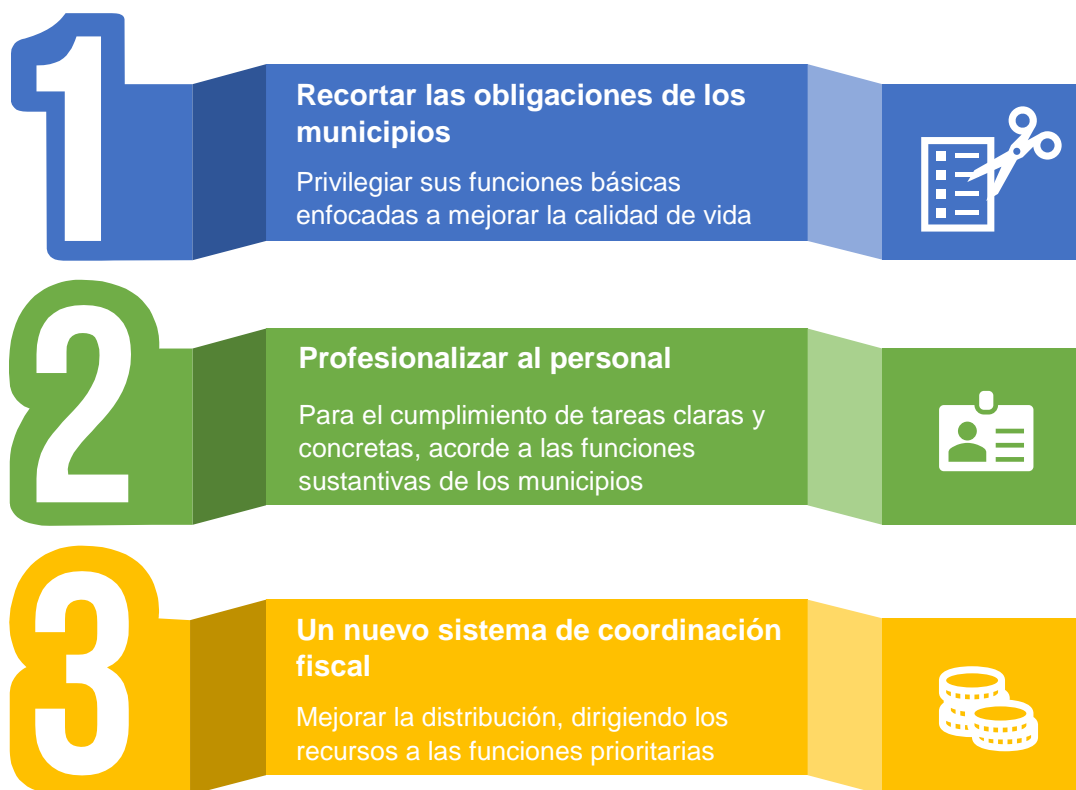 1
Recortar las obligaciones de los
municipios
Privilegiar sus funciones básicas
enfocadas a mejorar la calidad de vida
2
Profesionalizar al personal
Para el cumplimiento de tareas claras y
concretas, acorde a las funciones
sustantivas de los municipios
3
Un nuevo sistema de coordinación
fiscal
Mejorar la distribución, dirigiendo los
recursos a las funciones prioritarias